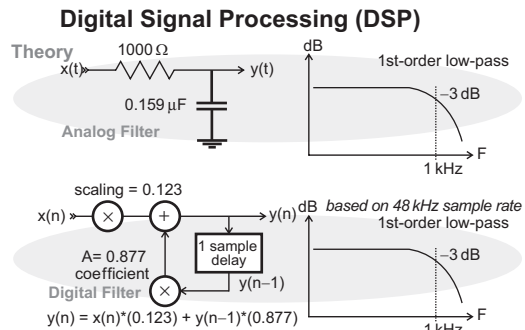 Digital Signal Processing (DSP)
Theory
1000 Ω
x(t)
y(t)
0.159 μF
Analog Filter
dB
1st-order low-pass
−3 dB
1 kHz
F
scaling = 0.123
x(n)
×
+
y(n)
A= 0.877
coefficient
1 sample
delay
×
y(n−1)
Digital Filter
y(n) = x(n)*(0.123) + y(n−1)*(0.877)
dB
based on 48 kHz sample rate
1st-order low-pass
−3 dB
1 kHz
F